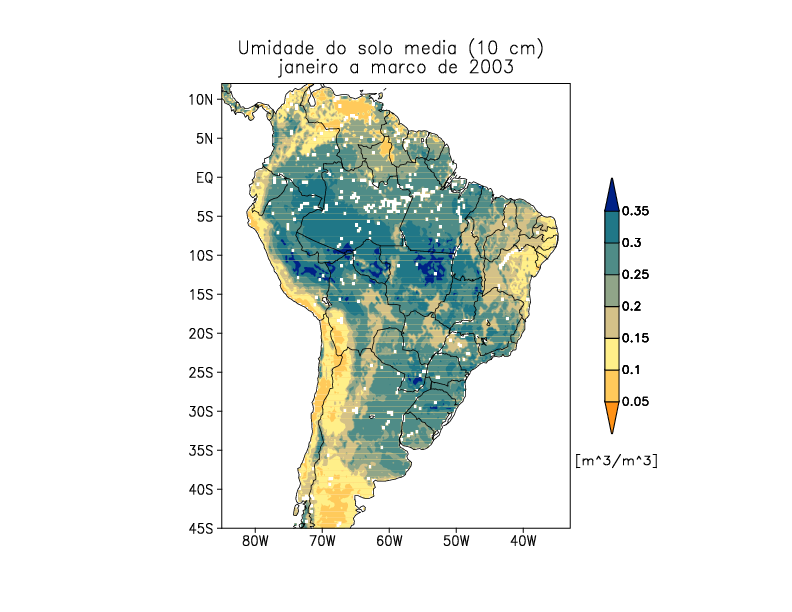 Umidade do solo media (10 cm)
janeiro a marco de 2003
10N
5N
EQ
5S
10S
15S
20S
25S
30S
35S
40S
45S
80W 70W 60W 50W 40W
0.35
0.3
0.25
0.2
0.15
0.1
0.05
[m^3/m^3]